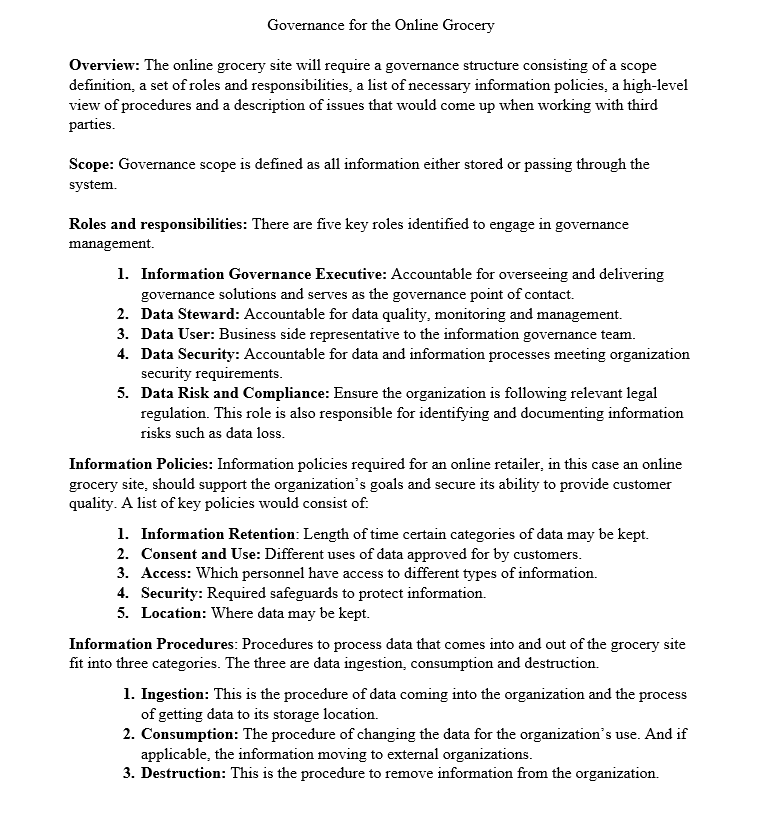 Governance for the Online Grocery
Overview: The online grocery site will require a governance structure consisting of a scope
definition, a set of roles and responsibilities, a list of necessary information policies, a high-level
view of procedures and a description of issues that would come up when working with third
parties.
Scope: Governance scope is defined as all information either stored or passing through the
system.
Roles and responsibilities: There are five key roles identified to engage in governance
management.
1. Information Governance Executive: Accountable for overseeing and delivering
governance solutions and serves as the governance point of contact.
2. Data Steward: Accountable for data quality, monitoring and management.
3. Data User: Business side representative to the information governance team.
4. Data Security: Accountable for data and information processes meeting organization
security requirements.
5. Data Risk and Compliance: Ensure the organization is following relevant legal
regulation. This role is also responsible for identifying and documenting information
risks such as data loss.
Information Policies: Information policies required for an online retailer, in this case an online
grocery site, should support the organization's goals and secure its ability to provide customer
quality. A list of key policies would consist of:
1. Information Retention: Length of time certain categories of data may be kept.
2. Consent and Use: Different uses of data approved for by customers.
3. Access: Which personnel have access to different types of information.
4. Security: Required safeguards to protect information.
5. Location: Where data may be kept.
Information Procedures: Procedures to process data that comes into and out of the grocery site
fit into three categories. The three are data ingestion, consumption and destruction.
1. Ingestion: This is the procedure of data coming into the organization and the process
of getting data to its storage location.
2. Consumption: The procedure of changing the data for the organization's use. And if
applicable, the information moving to external organizations.
3. Destruction: This is the procedure to remove information from the organization.